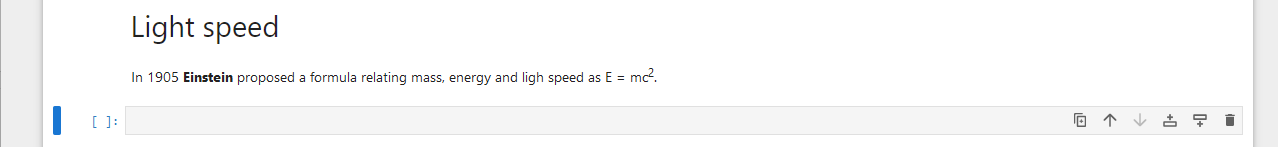 Light speed
In 1905 Einstein proposed a formula relating mass, energy and ligh speed as E = mc².
[ ]: